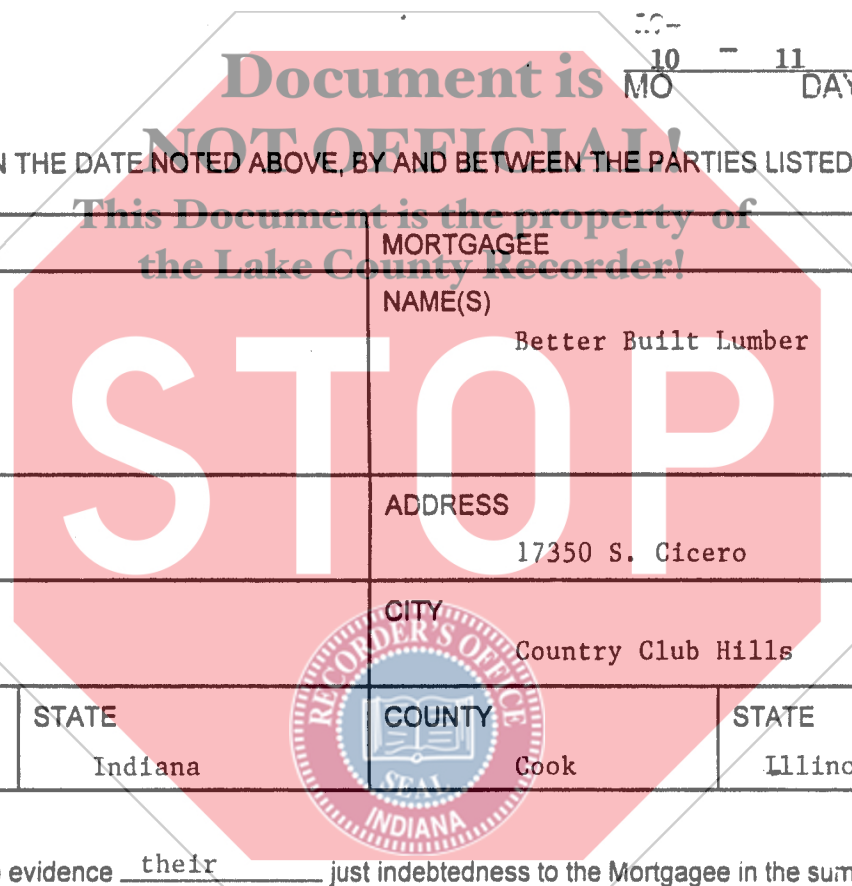 10 - 11
MO DAY
Document is
NOT OFFICIAL!
N THE DATE NOTED ABOVE, BY AND BETWEEN THE PARTIES LISTED
This Document is the property of
the Lake County Recorder!
MORTGAGEE
NAME(S)
Better Built Lumber
STOP
ADDRESS
17350 S. Cicero
CITY
Country Club Hills
STATE COUNTY STATE
Indiana Cook Illino
RECORDER'S OFFICE
SEAL
INDIANA
evidence their just indebtedness to the Mortgagee in the sum